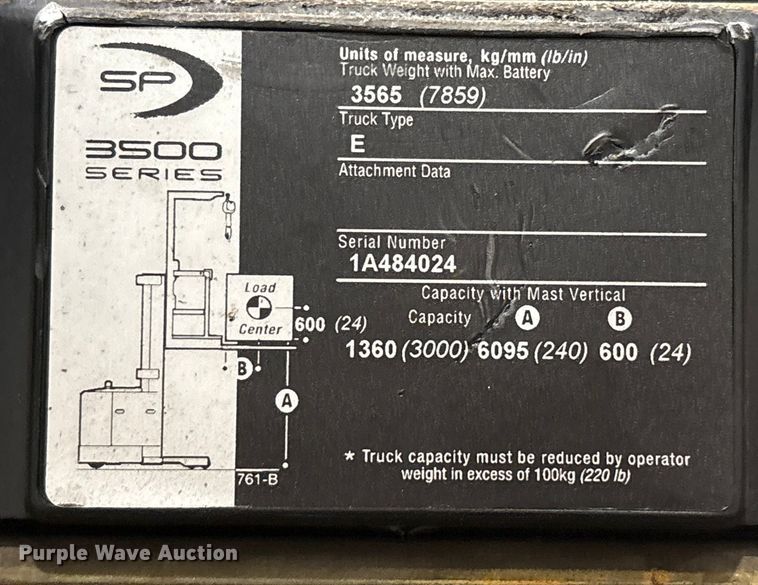 SP
3500
SERIES
Units of measure, kg/mm (lb/in)
Truck Weight with Max. Battery
3565 (7859)
Truck Type
E
Attachment Data
Serial Number
1A484024
Capacity with Mast Vertical
Capacity A B
1360 (3000) 6095 (240) 600 (24)
Load
Center
600 (24)
B
A
* Truck capacity must be reduced by operator
weight in excess of 100kg (220 lb)
761-B
Purple Wave Auction